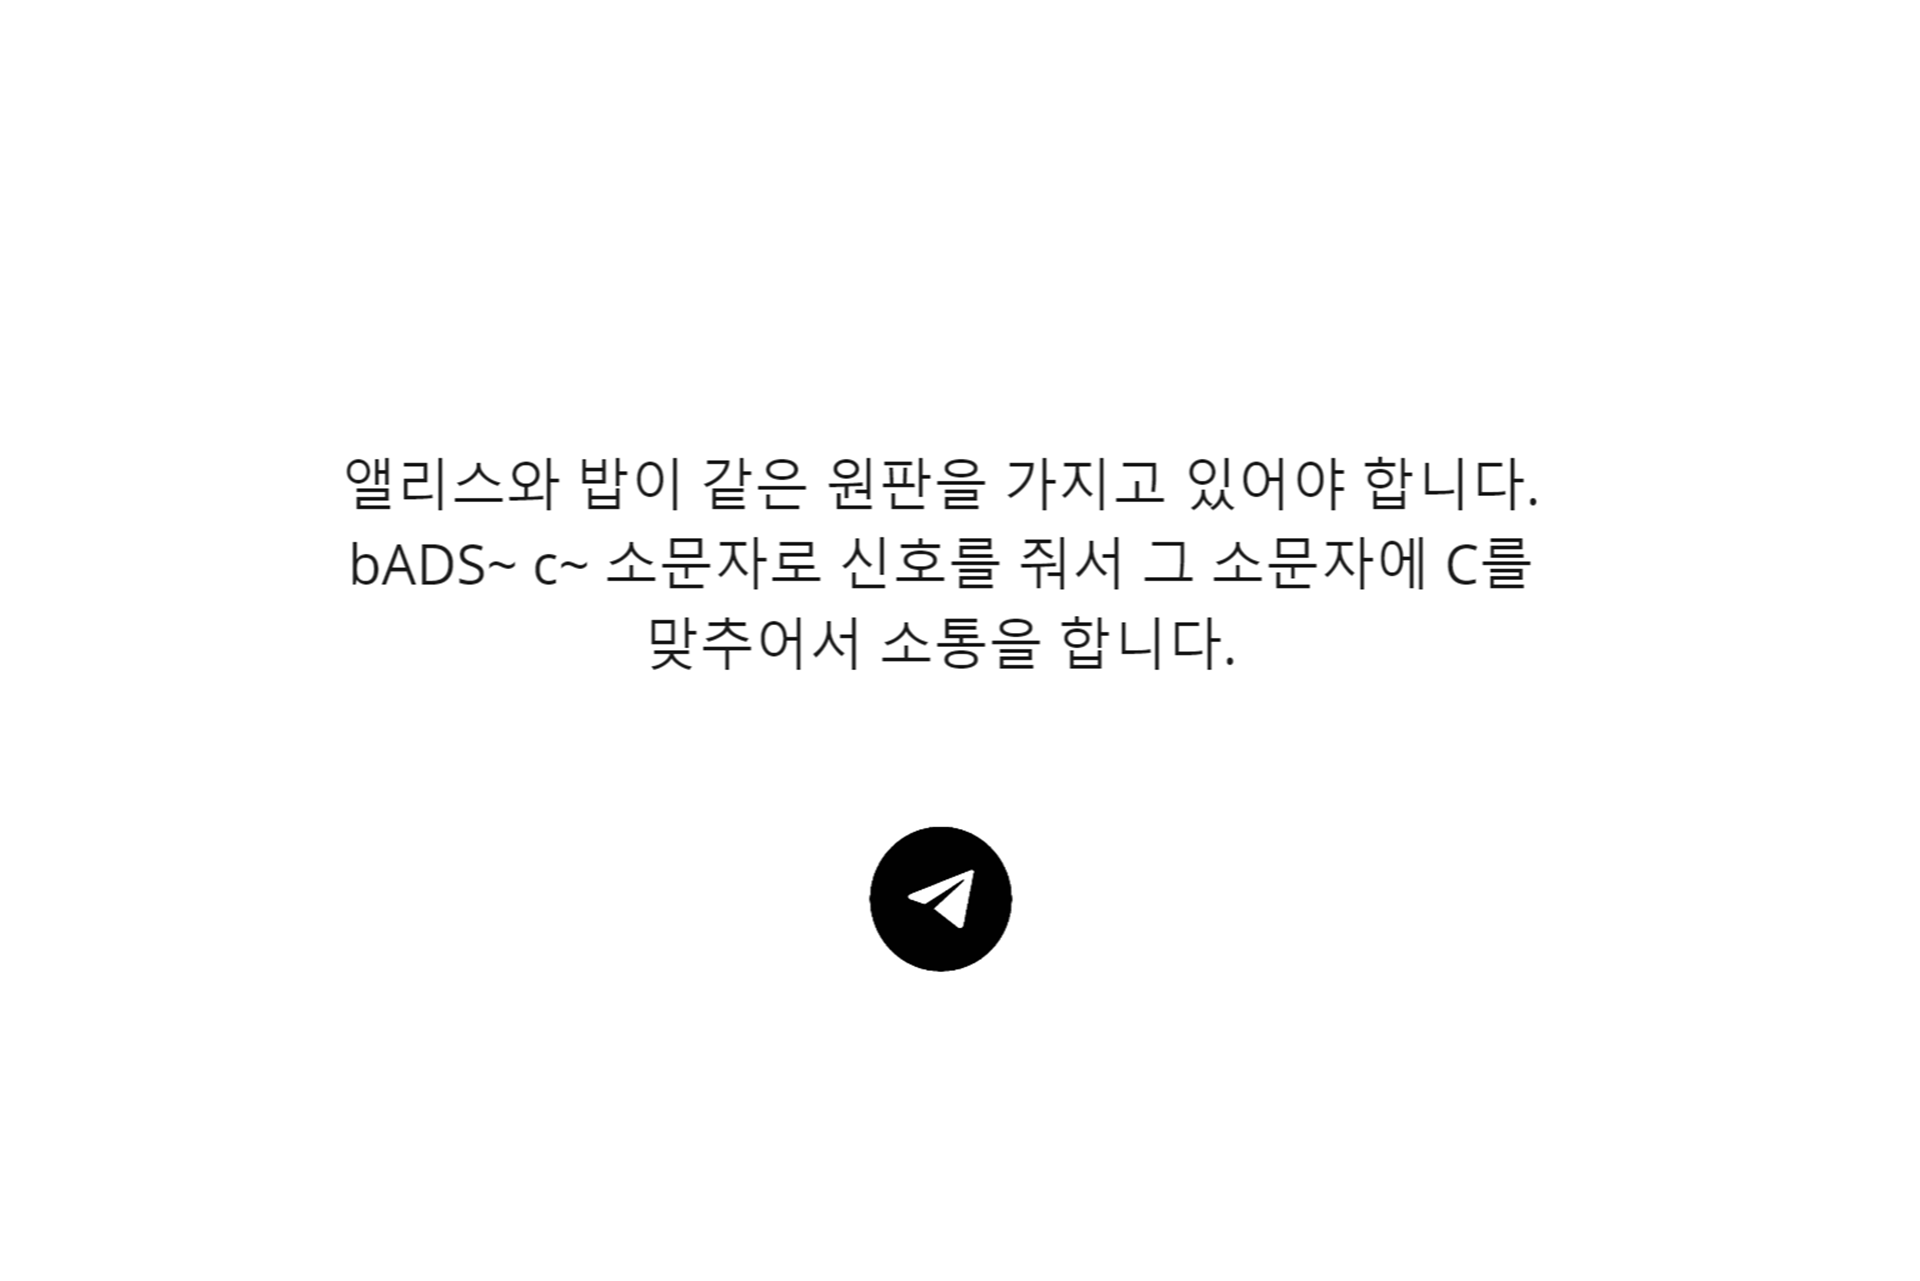 앨리스와 밥이 같은 원판을 가지고 있어야 합니다.
bADS~ c~ 소문자로 신호를 줘서 그 소문자에 C를
맞추어서 소통을 합니다.